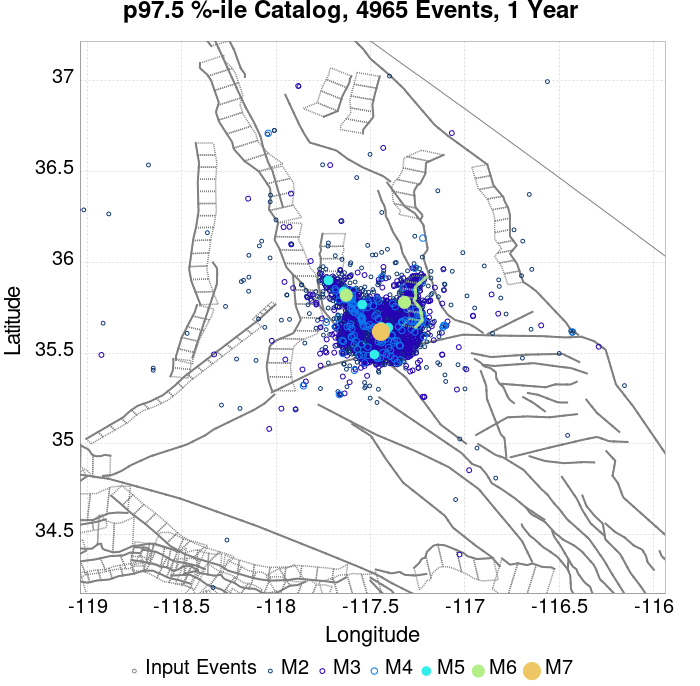 p97.5 %-ile Catalog, 4965 Events, 1 Year
37
36.5
36
35.5
35
34.5
Latitude
-119 -118.5 -118 -117.5 -117 -116.5 -116
Longitude
Input Events M2 M3 M4 M5 M6 M7